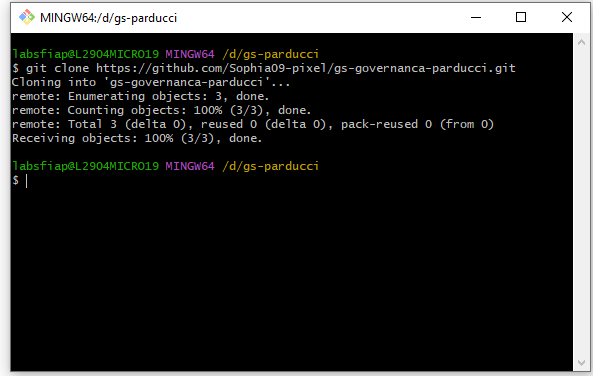 MINGW64:/d/gs-parducci
labsfiap@L2904MICRO19 MINGW64 /d/gs-parducci
$ git clone https://github.com/Sophia09-pixel/gs-governanca-parducci.git
Cloning into 'gs-governanca-parducci'...
remote: Enumerating objects: 3, done.
remote: Counting objects: 100% (3/3), done.
remote: Total 3 (delta 0), reused 0 (delta 0), pack-reused 0 (from 0)
Receiving objects: 100% (3/3), done.
labsfiap@L2904MICRO19 MINGW64 /d/gs-parducci
$